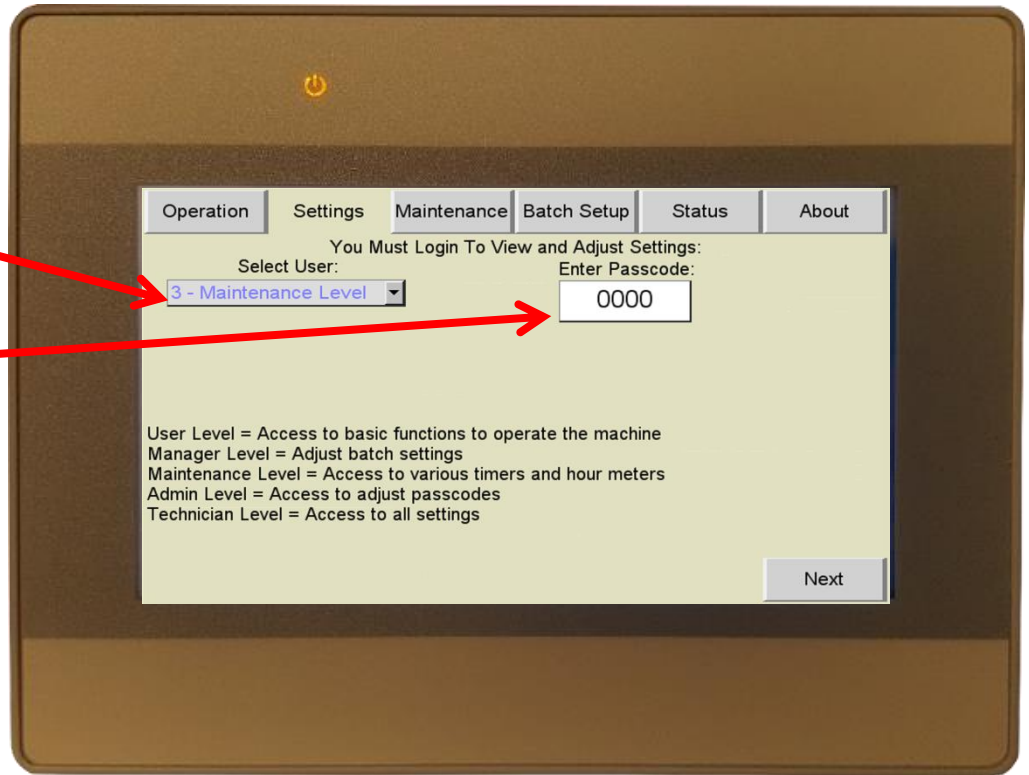 Operation Settings Maintenance Batch Setup Status About
You Must Login To View and Adjust Settings:
Select User: Enter Passcode:
3 - Maintenance Level 0000
User Level = Access to basic functions to operate the machine
Manager Level = Adjust batch settings
Maintenance Level = Access to various timers and hour meters
Admin Level = Access to adjust passcodes
Technician Level = Access to all settings
Next